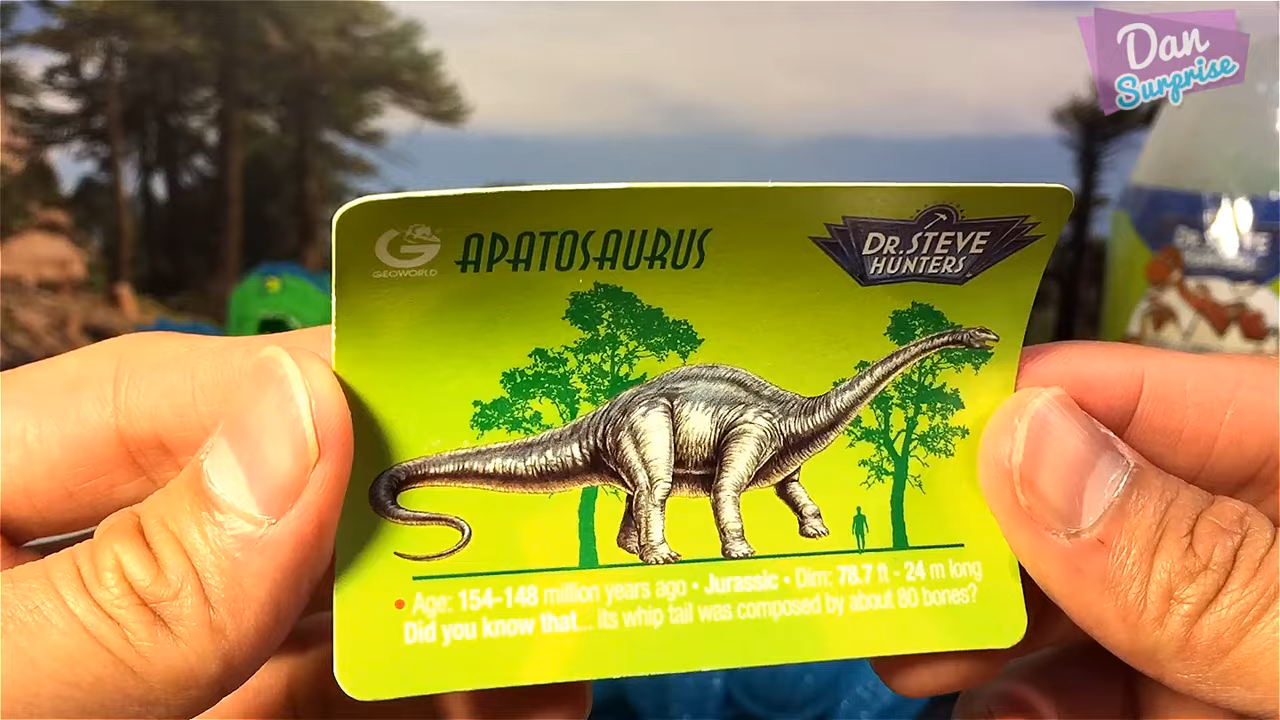 Dan
Surprise
GEOWORLD
APATOSAURUS
DR. STEVE
HUNTERS
• Age: 154-148 million years ago • Jurassic • Dim: 78.7 ft - 24 m long
Did you know that... its whip tail was composed by about 80 bones?